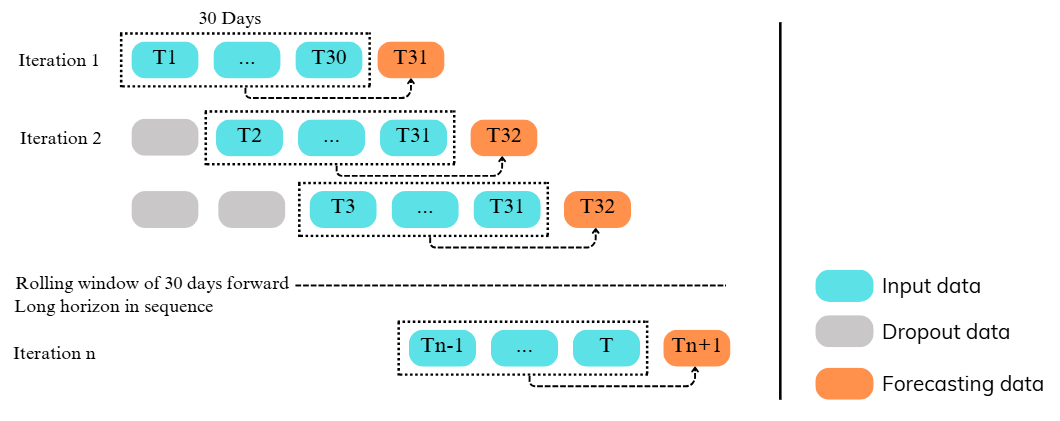 30 Days
Iteration 1 T1 ... T30 T31
Iteration 2 T2 ... T31 T32
T3 ... T31 T32
Rolling window of 30 days forward
Long horizon in sequence
Iteration n Tn-1 ... T Tn+1
Input data
Dropout data
Forecasting data